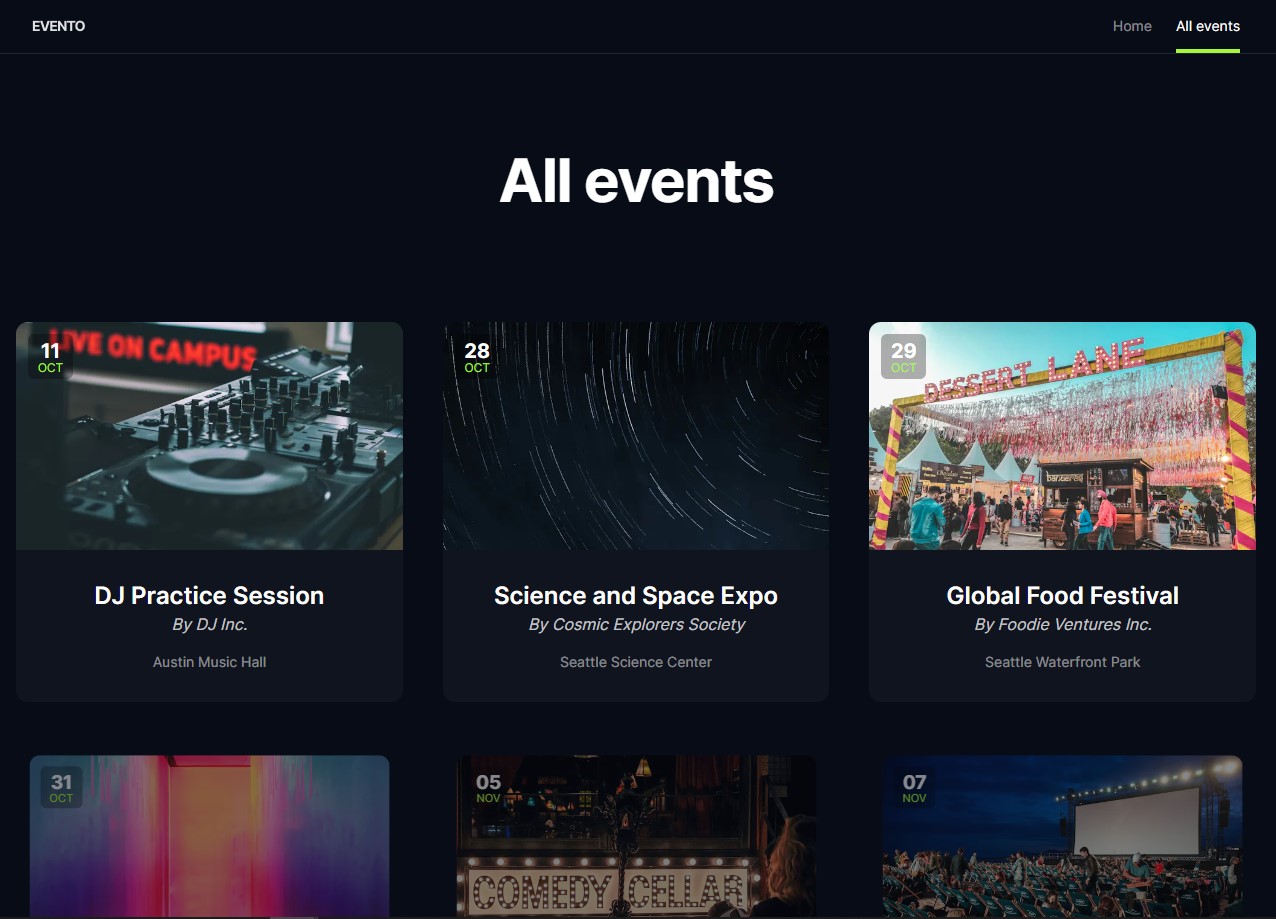 EVENTO
Home
All events
All events
11
OCT
LIVE ON CAMPUS
28
OCT
29
OCT
DESSERT LANE
DJ Practice Session
By DJ Inc.
Austin Music Hall
Science and Space Expo
By Cosmic Explorers Society
Seattle Science Center
Global Food Festival
By Foodie Ventures Inc.
Seattle Waterfront Park
31
OCT
05
NOV
COMEDY CELLAR
07
NOV